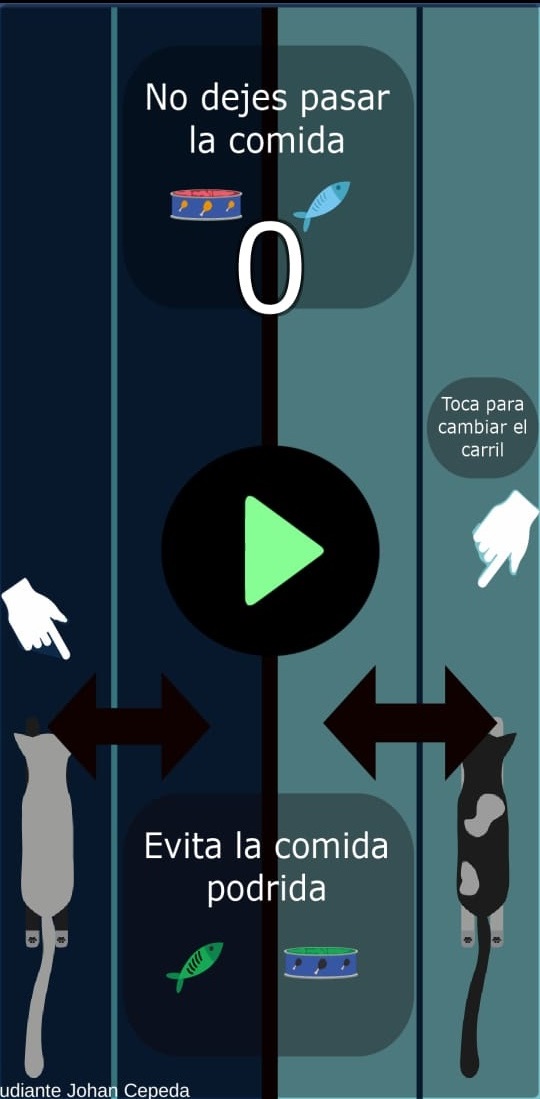 No dejes pasar
la comida
0
Toca para
cambiar el
carril
Evita la comida
podrida
udiante Johan Cepeda